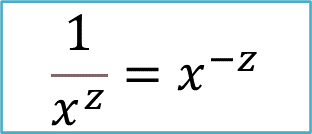 1/x^z = x^{-z}